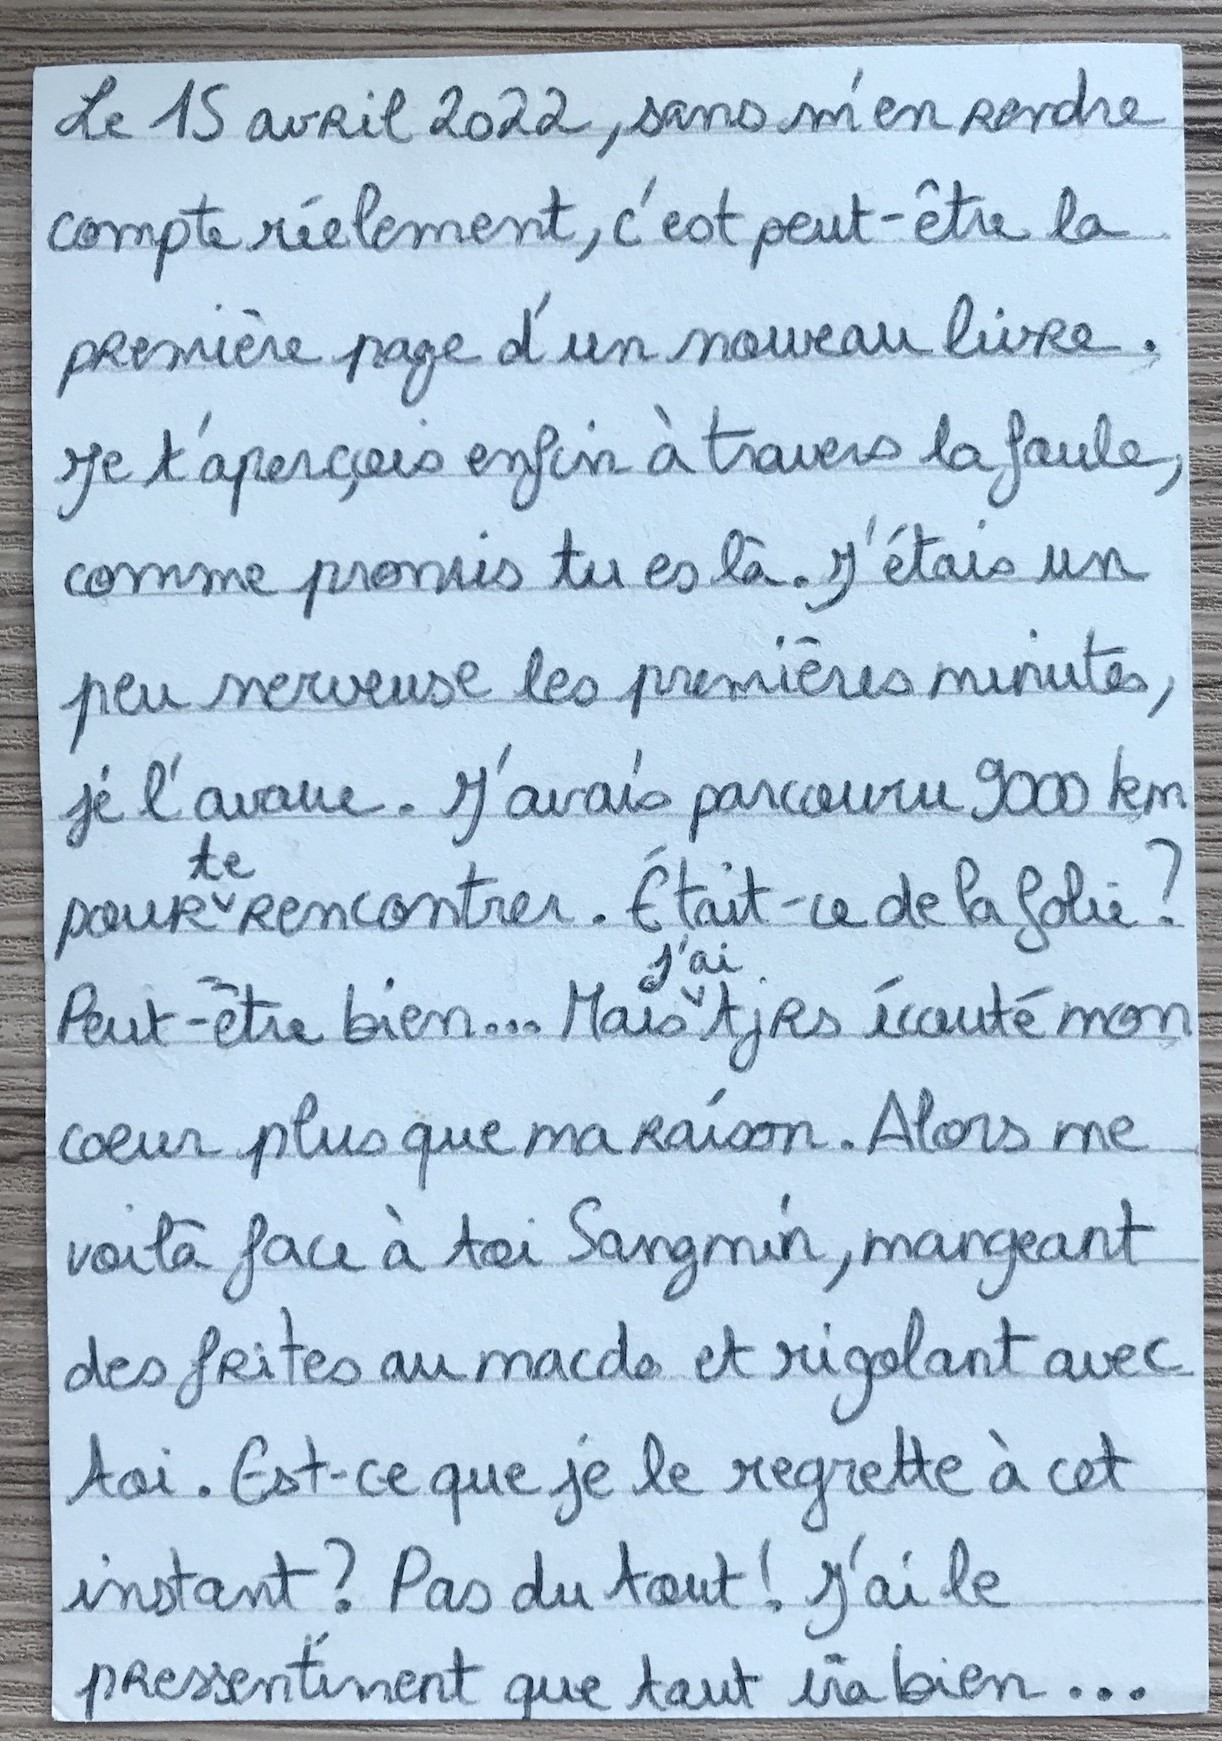 Le 15 avril 2022, sans m'en rendre
compte réelement, c'est peut-être la
première page d'un nouveau livre.
Je t'aperçois enfin à travers la foule,
comme promis tu es là. J'étais un
peu nerveuse les premières minutes,
je l'avoue. J'avais parcouru 9000 km
pour te rencontrer. Était-ce de la folie ?
Peut-être bien... Mais j'ai tjrs écouté mon
coeur plus que ma raison. Alors me
voilà face à toi Sangmin, mangeant
des frites au macdo et rigolant avec
toi. Est-ce que je le regrette à cet
instant ? Pas du tout ! J'ai le
pressentiment que tout ira bien...